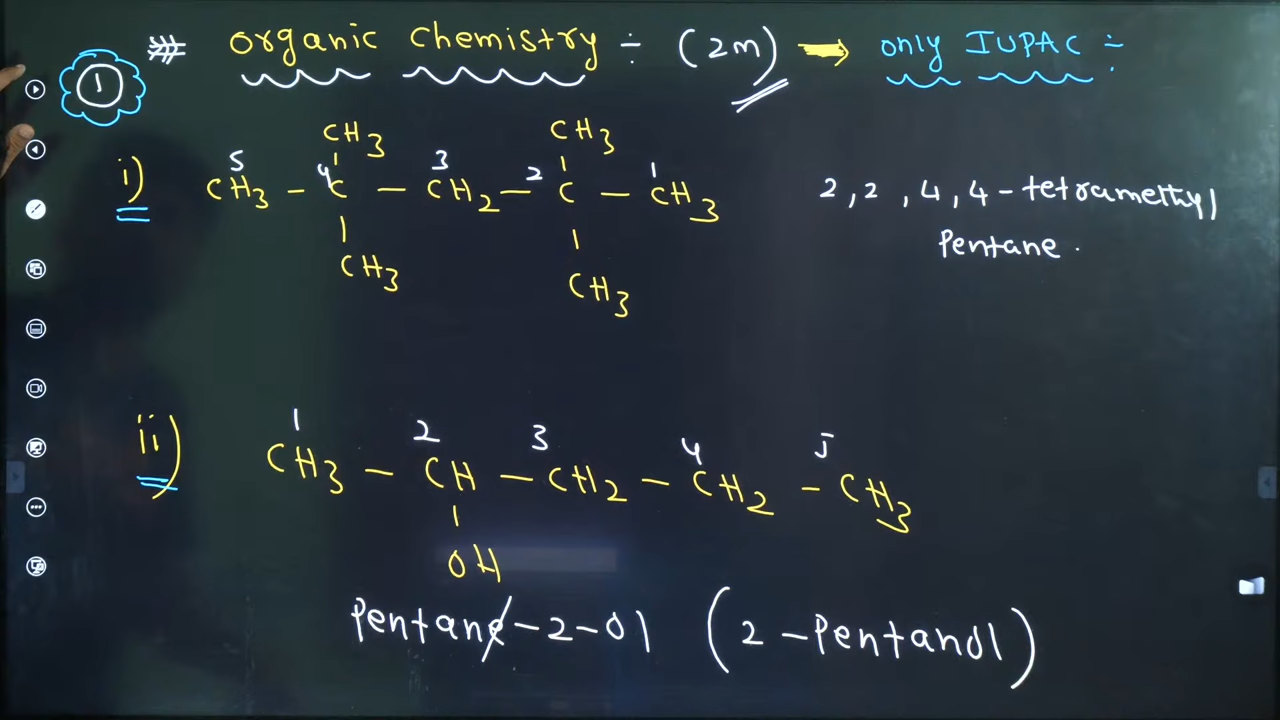 1 organic chemistry ÷ (2m) → only IUPAC ÷
CH3 CH3
5 4 3 2 1
i) CH3 - C - CH2 - C - CH3 2,2,4,4-tetramethyl
CH3 CH3 Pentane.
1 2 3 4 5
ii) CH3 - CH - CH2 - CH2 - CH3
OH
Pentane-2-ol (2-Pentanol)